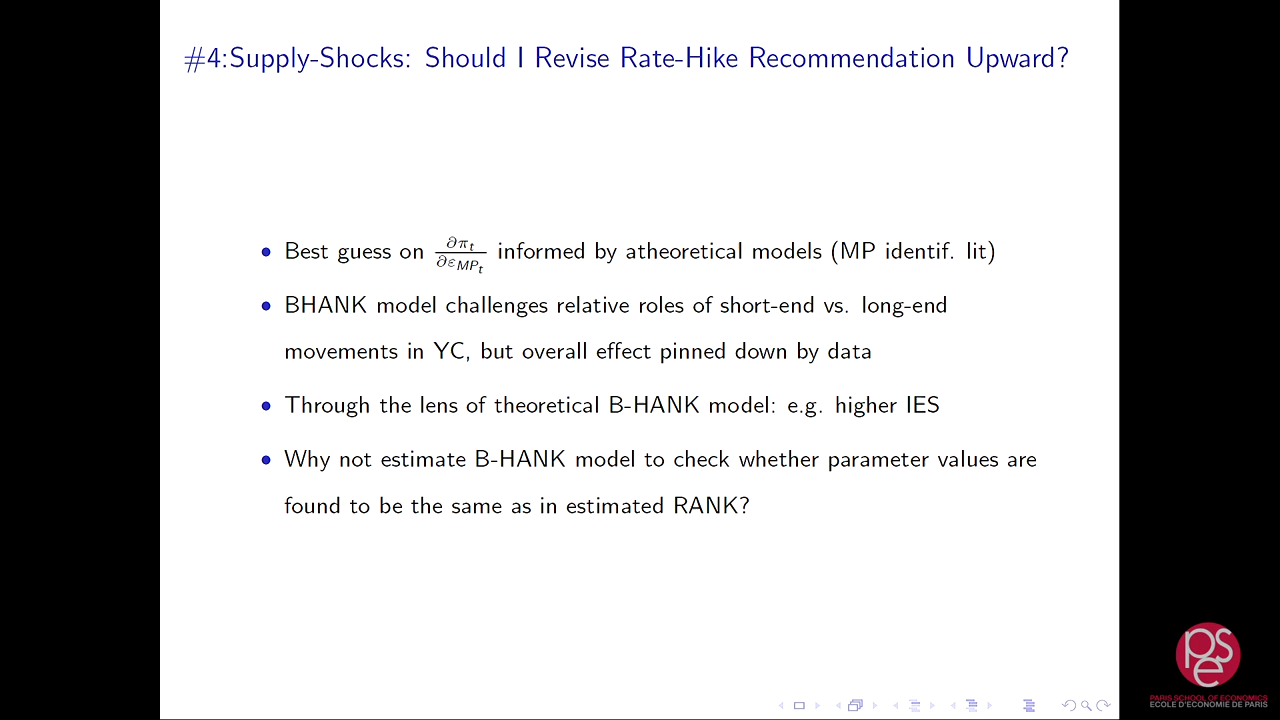 #4:Supply-Shocks: Should I Revise Rate-Hike Recommendation Upward?
• Best guess on ∂π_t/∂ε_{MP_t} informed by atheoretical models (MP identif. lit)
• BHANK model challenges relative roles of short-end vs. long-end
movements in YC, but overall effect pinned down by data
• Through the lens of theoretical B-HANK model: e.g. higher IES
• Why not estimate B-HANK model to check whether parameter values are
found to be the same as in estimated RANK?
pse
PARIS SCHOOL OF ECONOMICS
ECOLE D'ECONOMIE DE PARIS